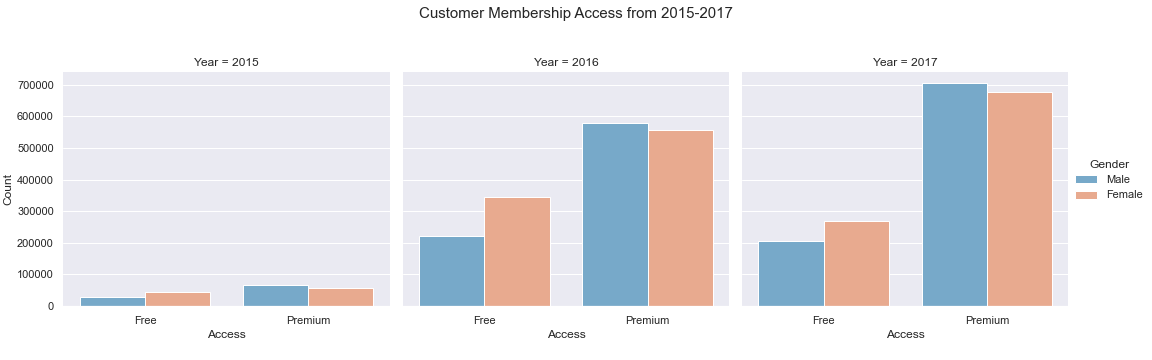 Customer Membership Access from 2015-2017
Year = 2015
Year = 2016
Year = 2017
700000
600000
500000
400000
300000
200000
100000
0
Count
Free
Premium
Free
Premium
Free
Premium
Access
Access
Access
Gender
Male
Female